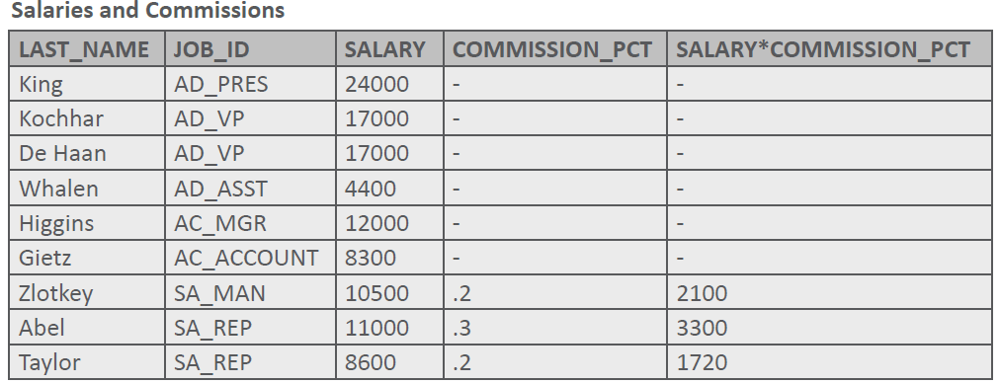 Salaries and Commissions
LAST_NAME JOB_ID SALARY COMMISSION_PCT SALARY*COMMISSION_PCT
King AD_PRES 24000 - -
Kochhar AD_VP 17000 - -
De Haan AD_VP 17000 - -
Whalen AD_ASST 4400 - -
Higgins AC_MGR 12000 - -
Gietz AC_ACCOUNT 8300 - -
Zlotkey SA_MAN 10500 .2 2100
Abel SA_REP 11000 .3 3300
Taylor SA_REP 8600 .2 1720